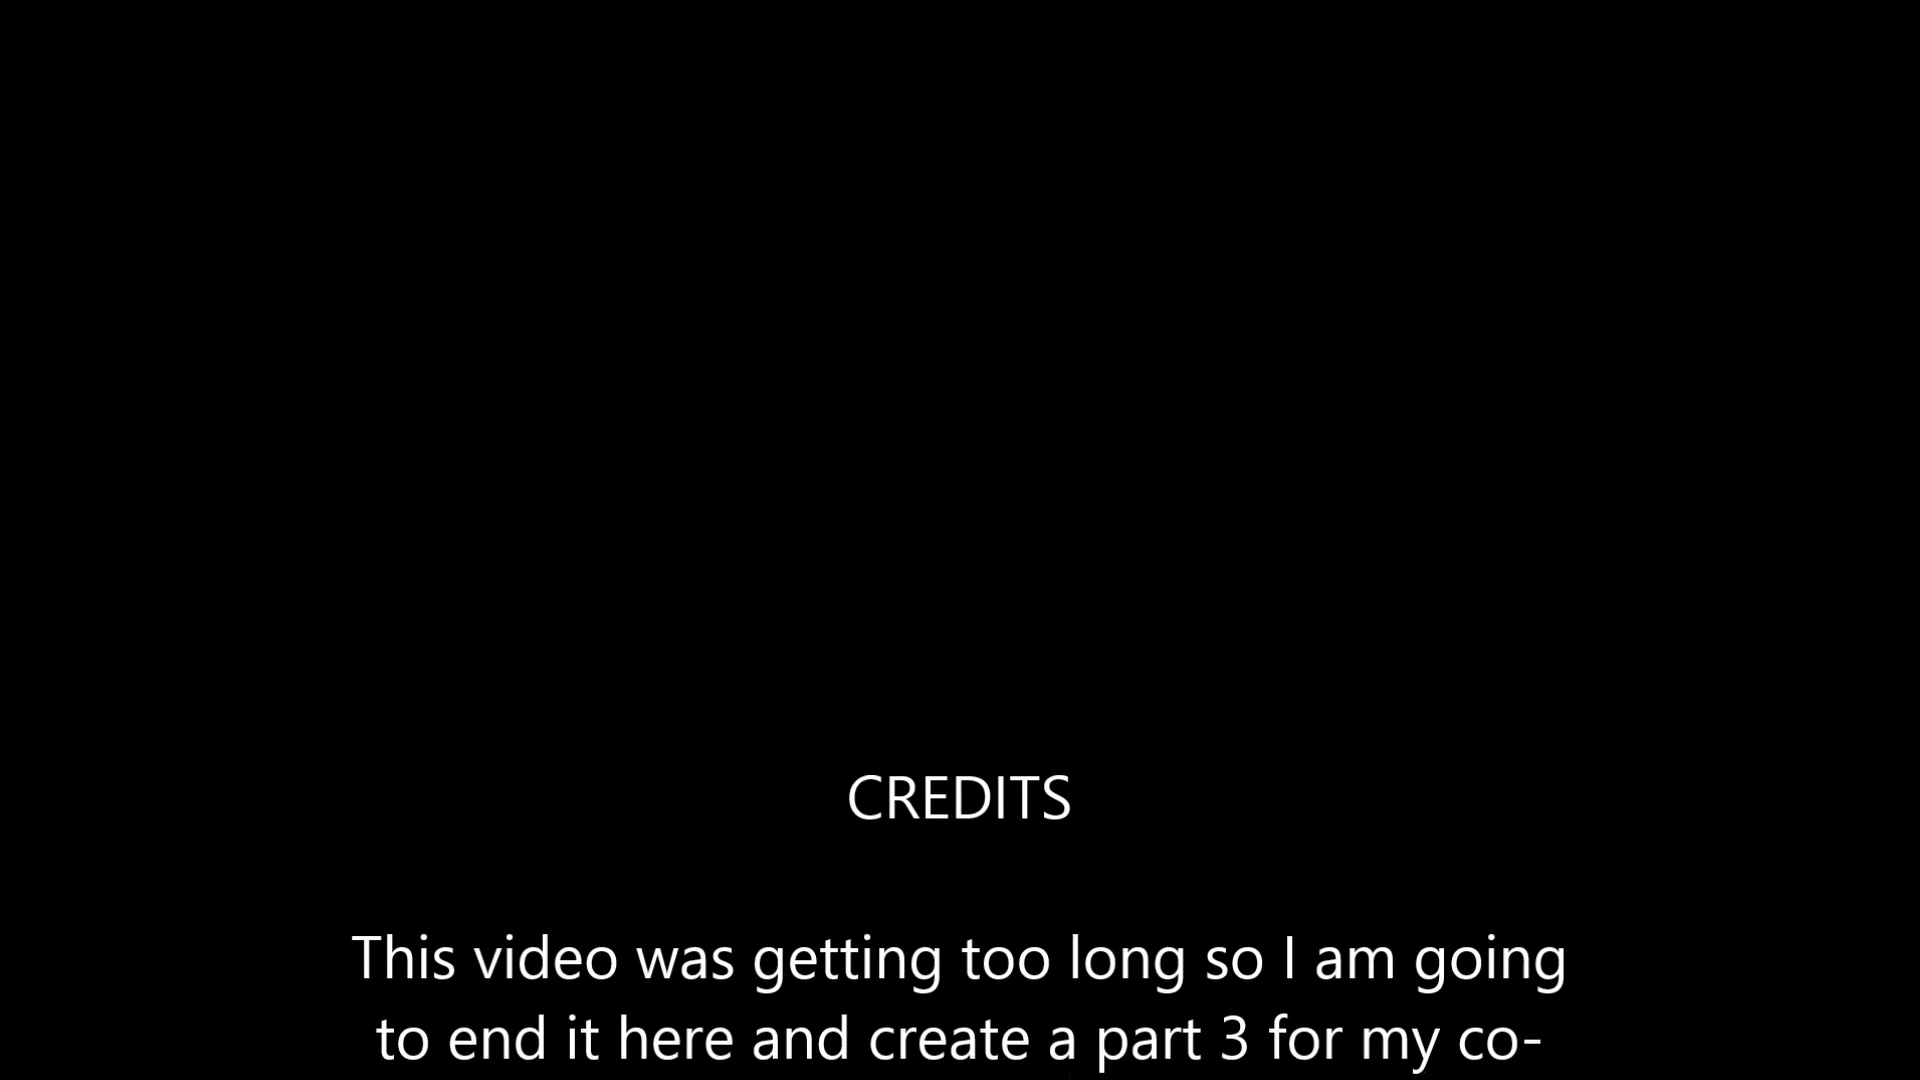 CREDITS
This video was getting too long so I am going
to end it here and create a part 3 for my co-